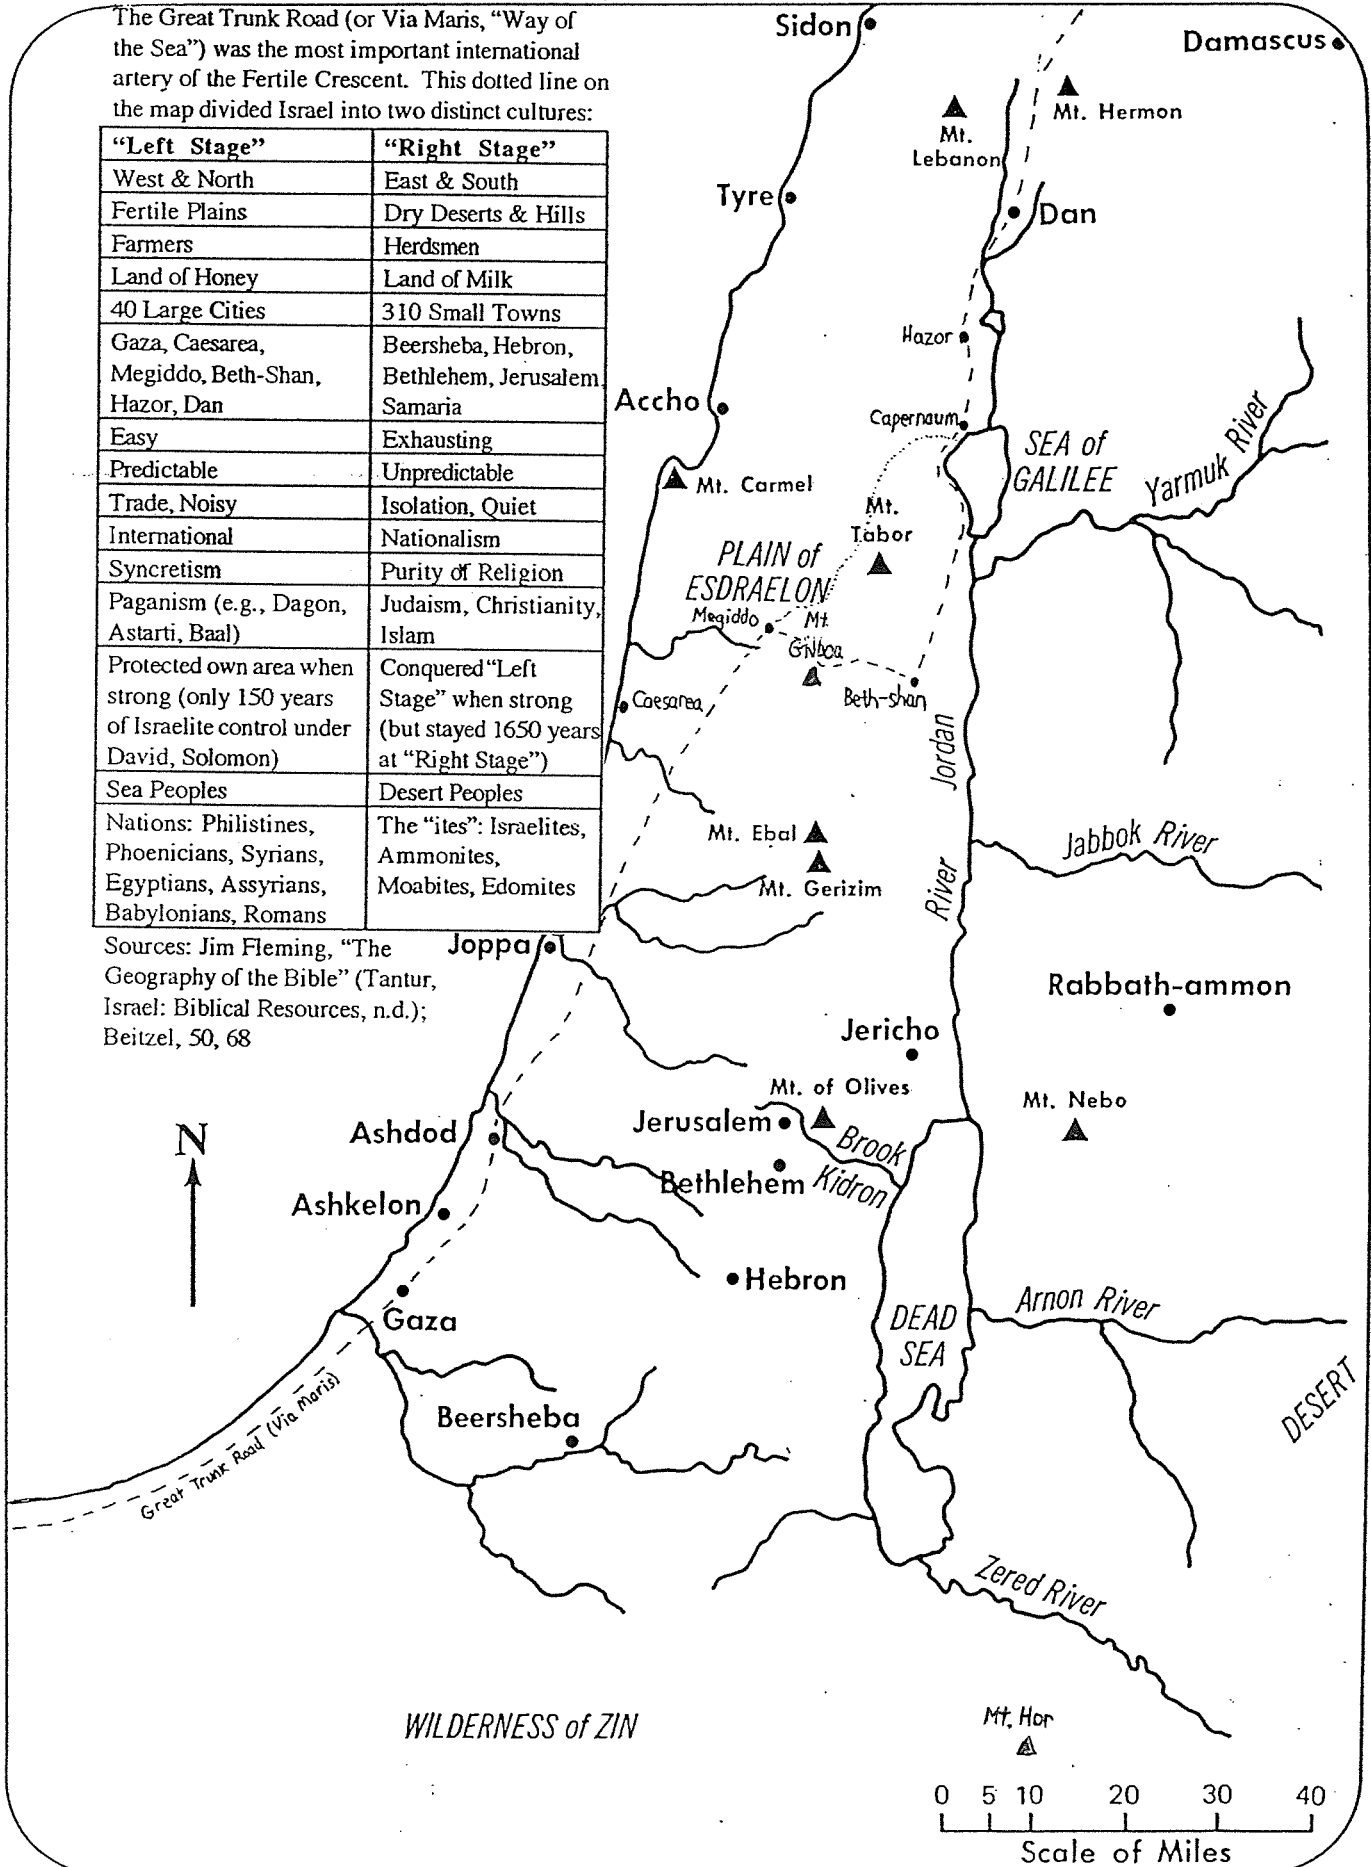 The Great Trunk Road (or Via Maris, “Way of
the Sea”) was the most important international
artery of the Fertile Crescent. This dotted line on
the map divided Israel into two distinct cultures:
“Left Stage” “Right Stage”
West & North East & South
Fertile Plains Dry Deserts & Hills
Farmers Herdsmen
Land of Honey Land of Milk
40 Large Cities 310 Small Towns
Gaza, Caesarea,
Megiddo, Beth-Shan,
Hazor, Dan
Beersheba, Hebron,
Bethlehem, Jerusalem,
Samaria
Easy Exhausting
Predictable Unpredictable
Trade, Noisy Isolation, Quiet
International Nationalism
Syncretism Purity of Religion
Paganism (e.g., Dagon,
Astarti, Baal)
Judaism, Christianity,
Islam
Protected own area when
strong (only 150 years
of Israelite control under
David, Solomon)
Conquered “Left
Stage” when strong
(but stayed 1650 years
at “Right Stage”)
Sea Peoples Desert Peoples
Nations: Philistines,
Phoenicians, Syrians,
Egyptians, Assyrians,
Babylonians, Romans
The “ites”: Israelites,
Ammonites,
Moabites, Edomites
Sources: Jim Fleming, “The
Geography of the Bible” (Tantur,
Israel: Biblical Resources, n.d.);
Beitzel, 50, 68
Sidon
Damascus
Mt. Hermon
Mt.
Lebanon
Tyre
Dan
Hazor
Accho
Capernaum
SEA of
GALILEE
Yarmuk River
Mt. Carmel
Mt.
Tabor
PLAIN of
ESDRAELON
Megiddo
Mt.
Gilboa
Beth-shan
Caesarea
Jordan
River
Mt. Ebal
Mt. Gerizim
Jabbok River
Joppa
Rabbath-ammon
Jericho
Mt. of Olives
Mt. Nebo
N
Ashdod
Jerusalem
Brook
Kidron
Bethlehem
Ashkelon
Hebron
Gaza
DEAD
SEA
Arnon River
DESERT
Beersheba
Great Trunk Road (Via Maris)
Zered River
WILDERNESS of ZIN
Mt. Hor
0 5 10 20 30 40
Scale of Miles